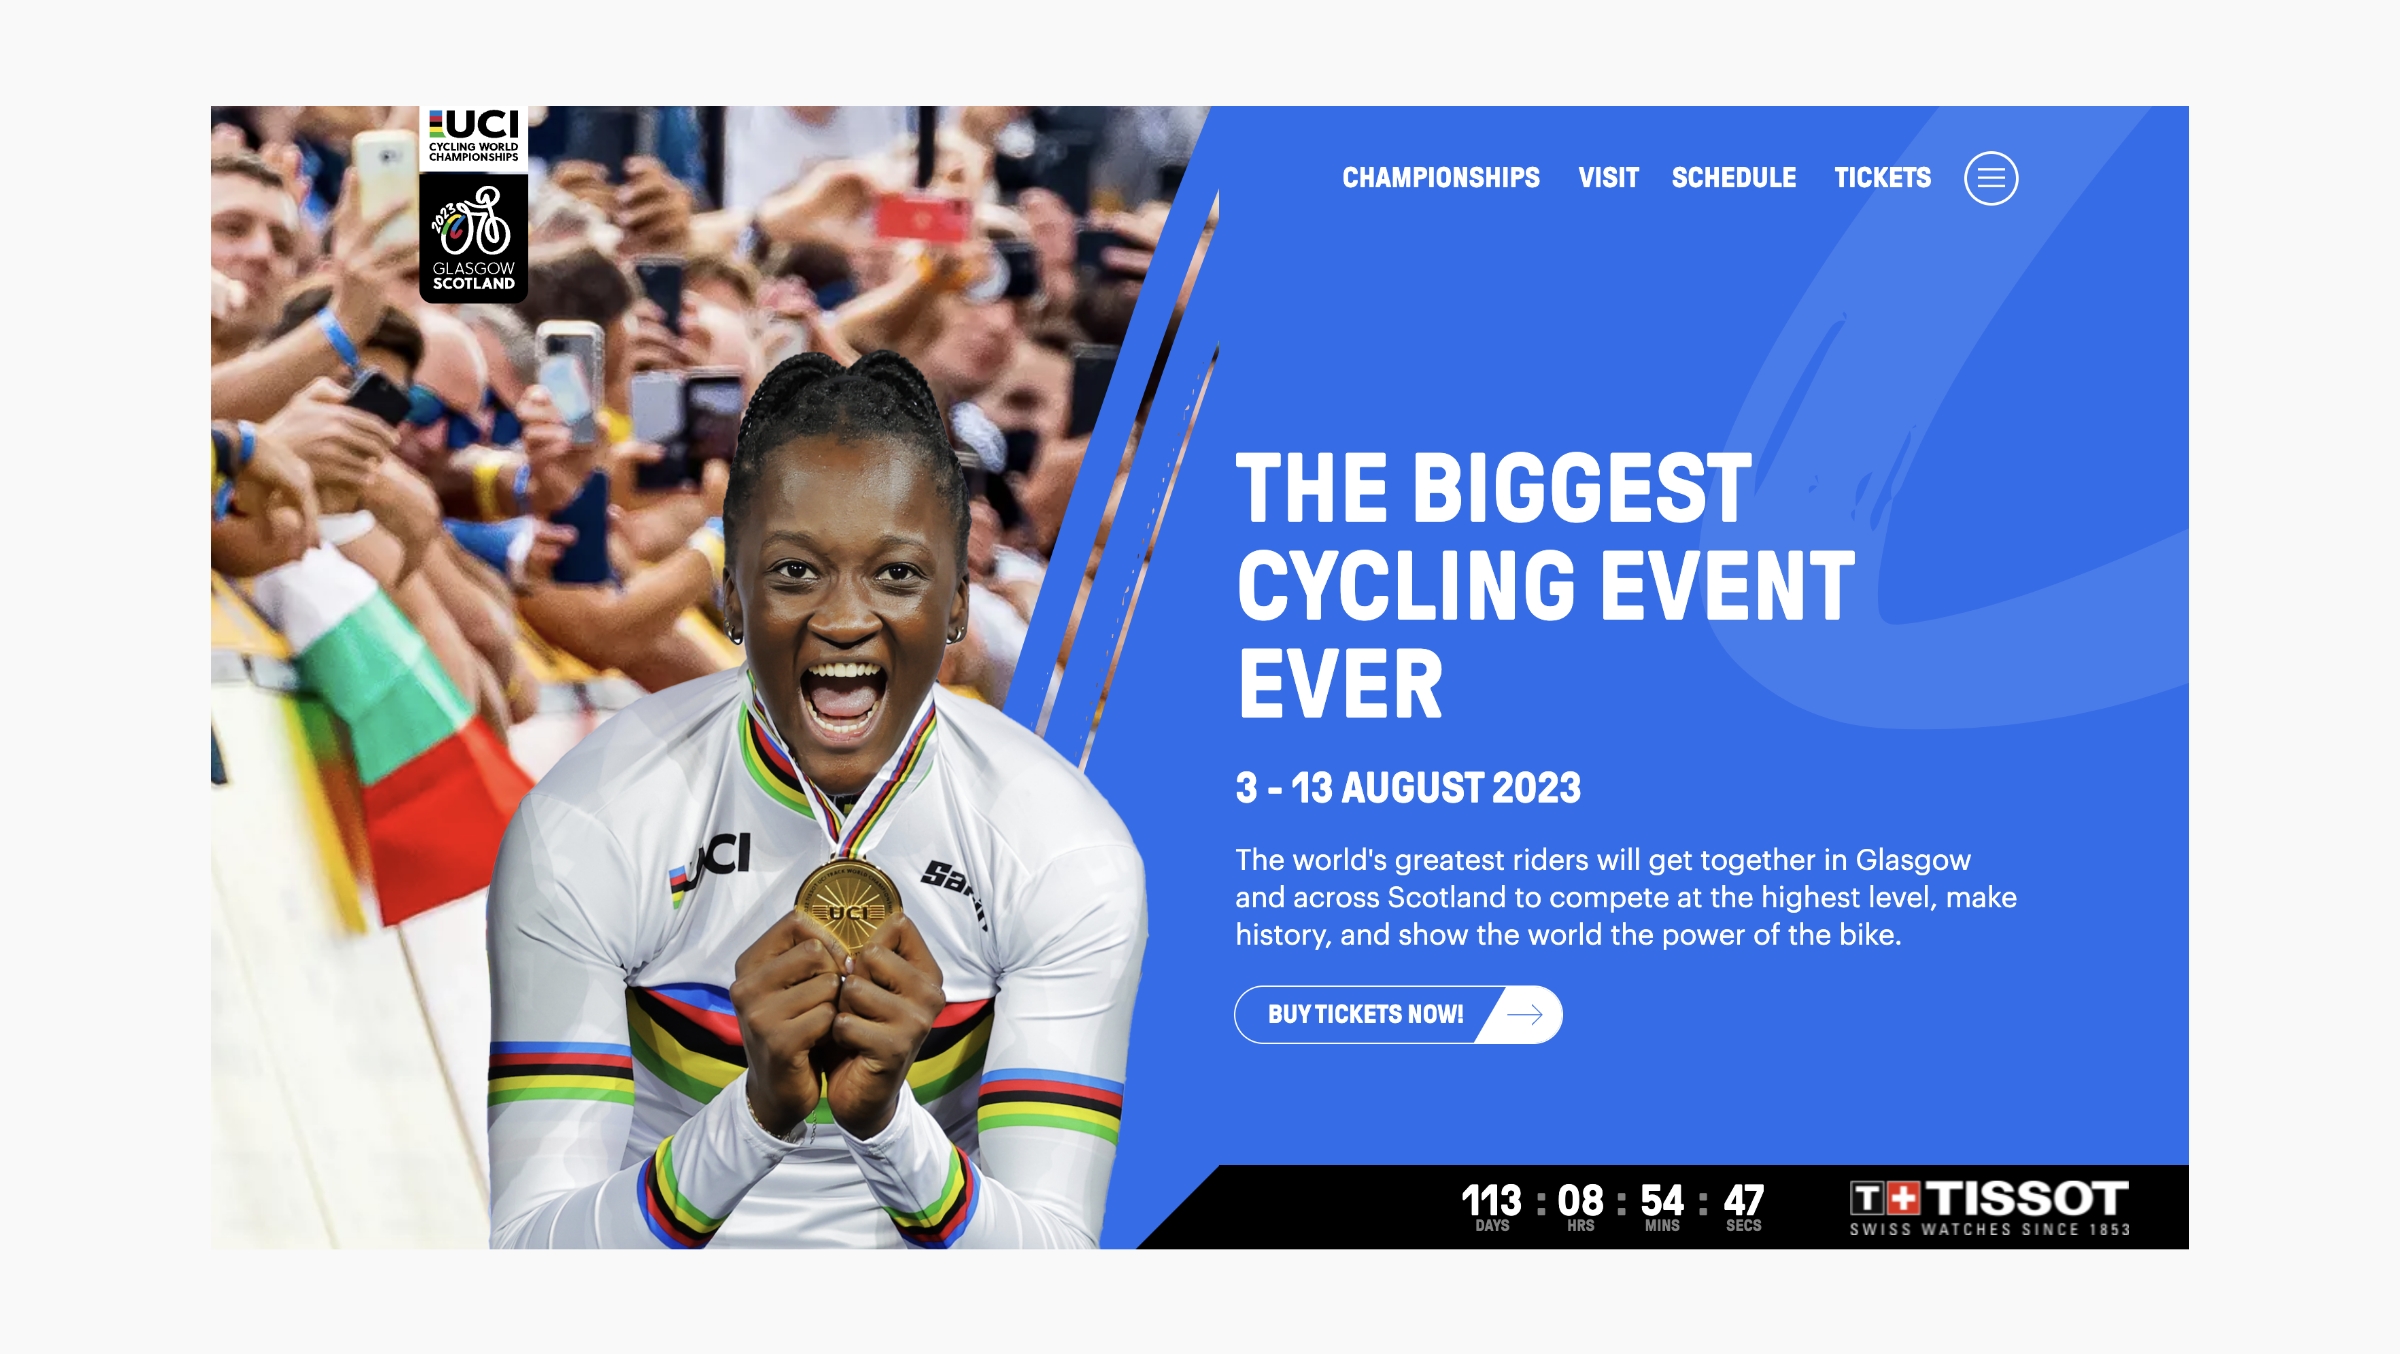 UCI
CYCLING WORLD
CHAMPIONSHIPS
2023
GLASGOW
SCOTLAND
CHAMPIONSHIPS VISIT SCHEDULE TICKETS
THE BIGGEST
CYCLING EVENT
EVER
3 - 13 AUGUST 2023
The world's greatest riders will get together in Glasgow
and across Scotland to compete at the highest level, make
history, and show the world the power of the bike.
BUY TICKETS NOW!
UCI
UCI
113 : 08 : 54 : 47
DAYS HRS MINS SECS
T+ TISSOT
SWISS WATCHES SINCE 1853